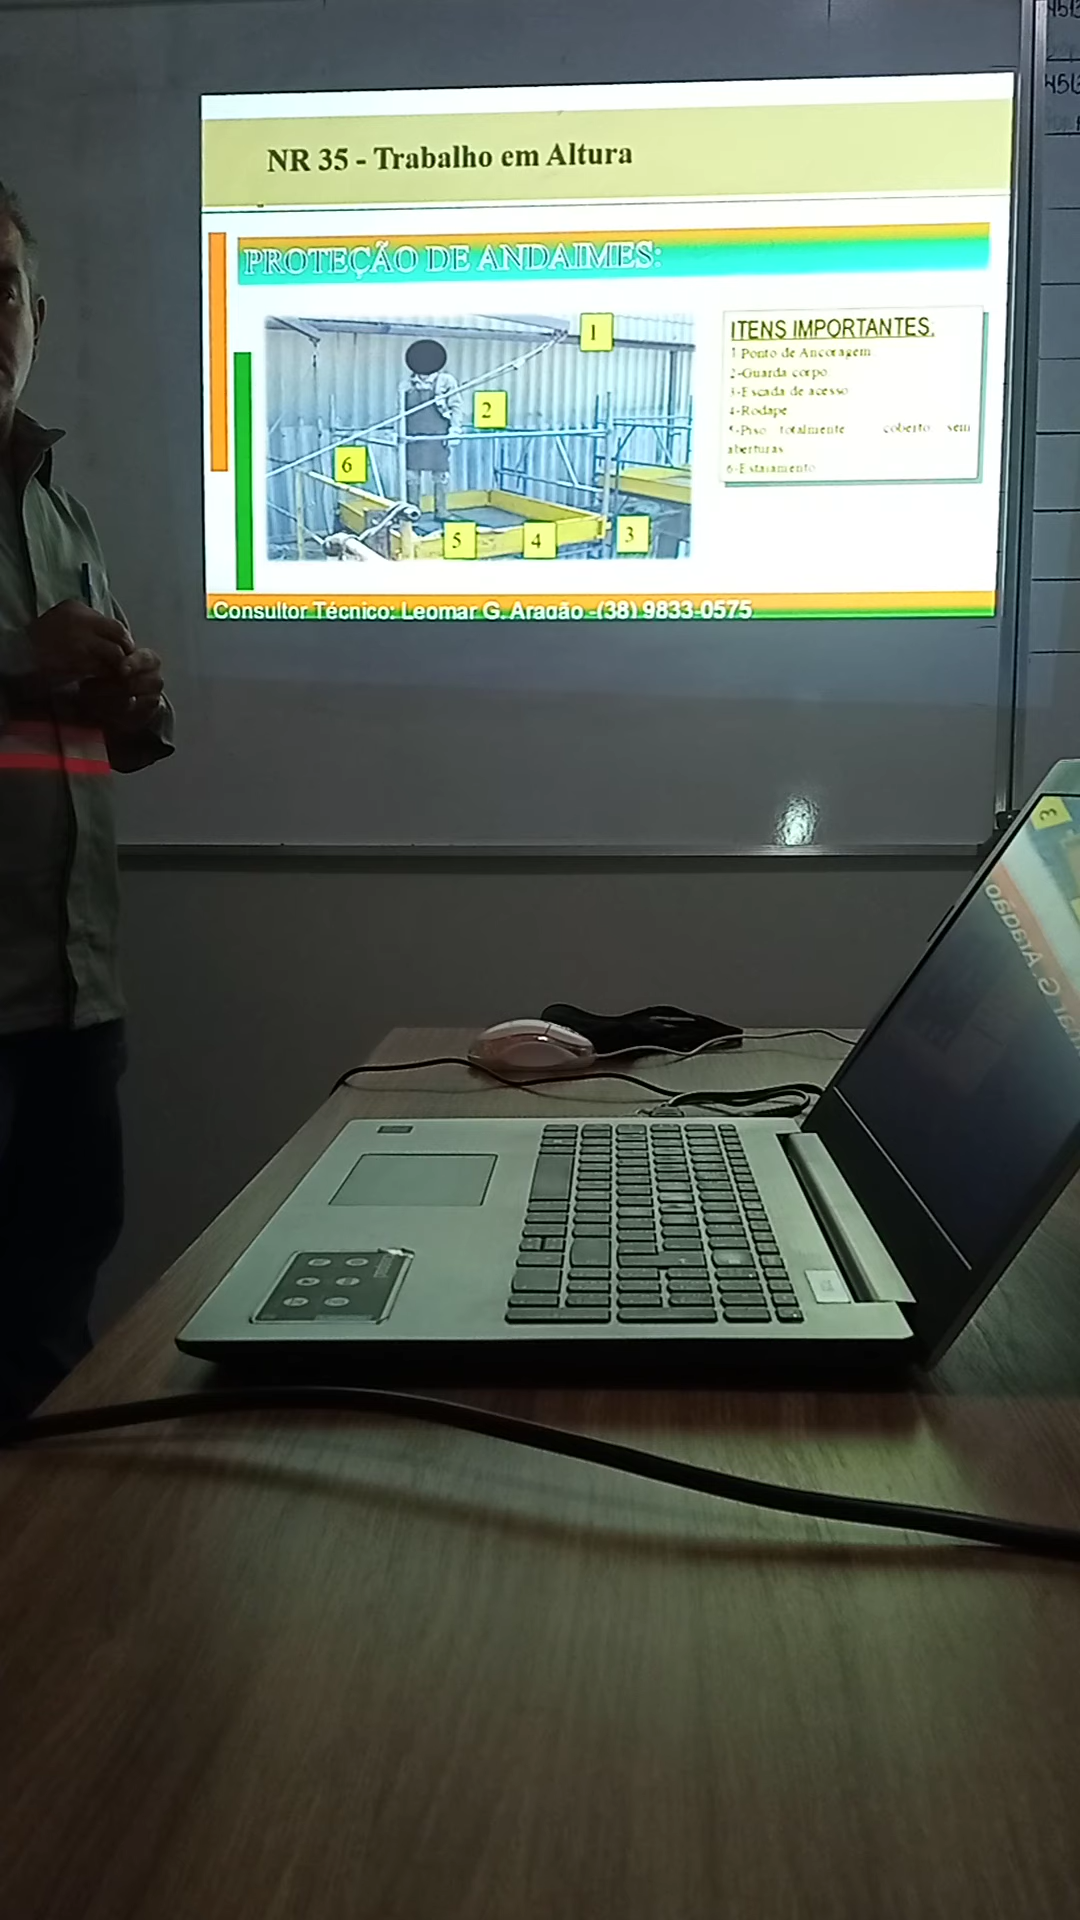 NR 35 - Trabalho em Altura
PROTEÇÃO DE ANDAIMES:
1
2
6
5
4
3
ITENS IMPORTANTES.
1 Ponto de Ancoragem
2-Guarda corpo
3-Escada de acesso
4-Rodape
5-Piso totalmente coberto sem
aberturas
6-Estaiamento
Consultor Técnico: Leomar G. Aragão -(38) 9833-0575
3
G. Aragão